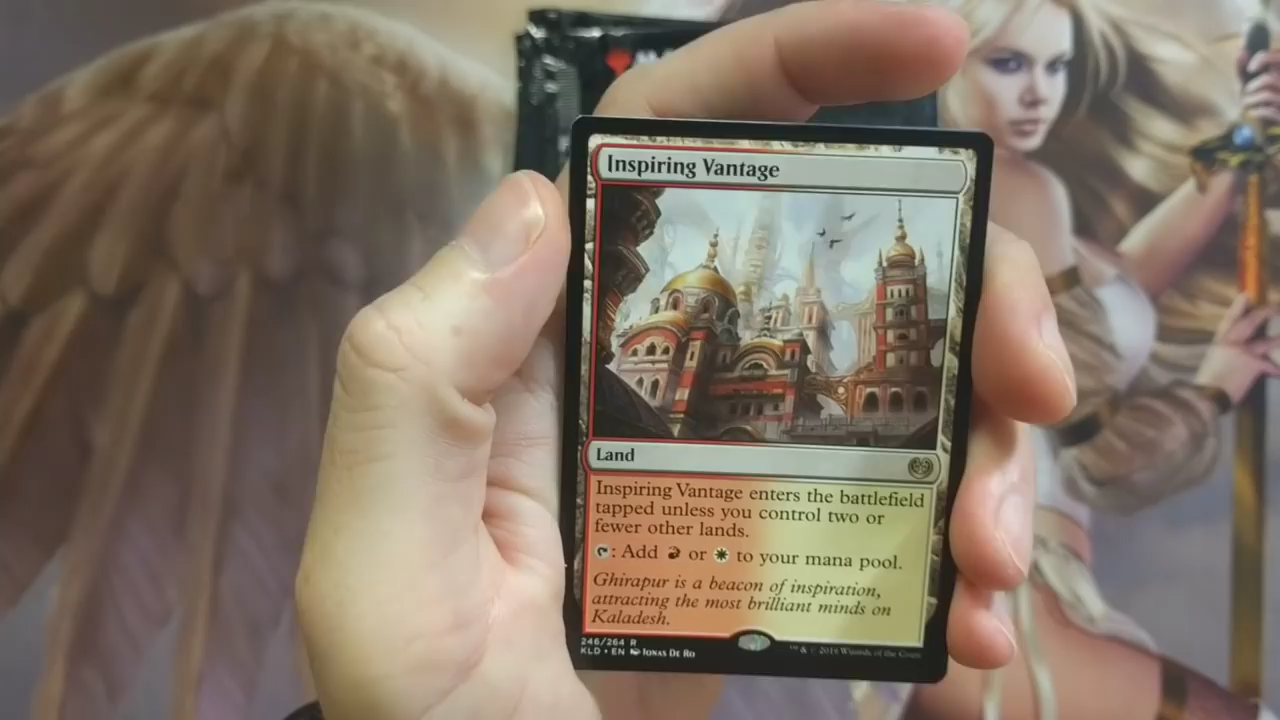 Inspiring Vantage
Land
Inspiring Vantage enters the battlefield
tapped unless you control two or
fewer other lands.
: Add or to your mana pool.
Ghirapur is a beacon of inspiration,
attracting the most brilliant minds on
Kaladesh.
246/264 R
KLD • EN Jonas De Ro
™ & © 2016 Wizards of the Coast